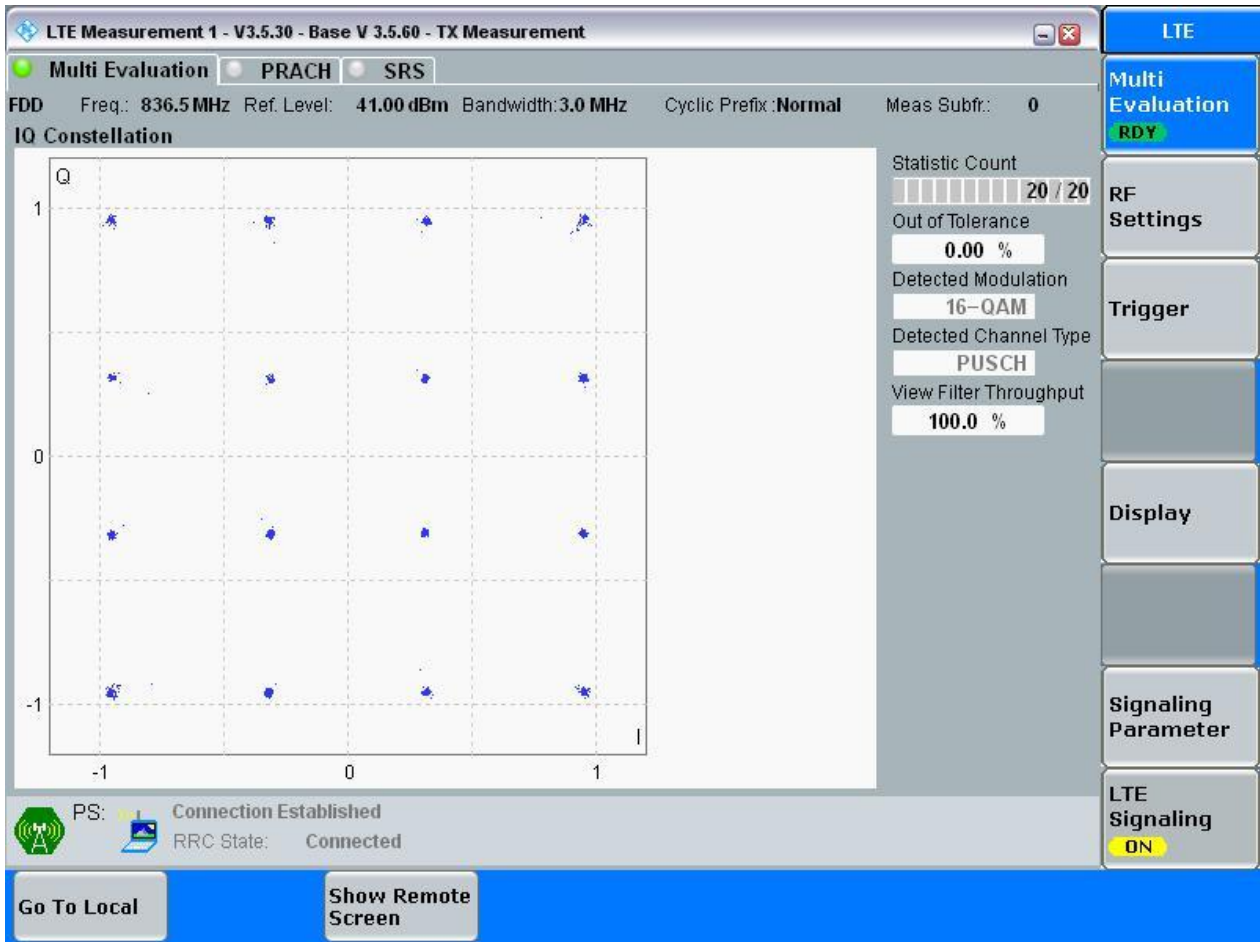 LTE Measurement 1 - V3.5.30 - Base V 3.5.60 - TX Measurement
LTE
Multi Evaluation PRACH SRS
FDD Freq.: 836.5 MHz Ref. Level: 41.00 dBm Bandwidth: 3.0 MHz Cyclic Prefix : Normal Meas Subfr.: 0
IQ Constellation
Q
1
0
-1
I
-1 0 1
Statistic Count
20 / 20
Out of Tolerance
0.00 %
Detected Modulation
16-QAM
Detected Channel Type
PUSCH
View Filter Throughput
100.0 %
Multi
Evaluation
RDY
RF
Settings
Trigger
Display
Signaling
Parameter
LTE
Signaling
ON
PS: Connection Established
RRC State: Connected
Go To Local
Show Remote
Screen